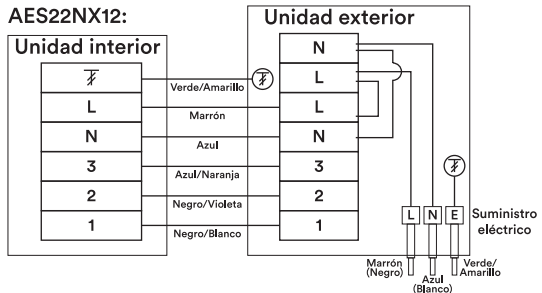 AES22NX12:
Unidad interior
Unidad exterior
L
N
3
2
1
Verde/Amarillo
Marrón
Azul
Azul/Naranja
Negro/Violeta
Negro/Blanco
N
L
L
N
3
2
1
L N E
Suministro
eléctrico
Marrón
(Negro)
Azul
(Blanco)
Verde/
Amarillo